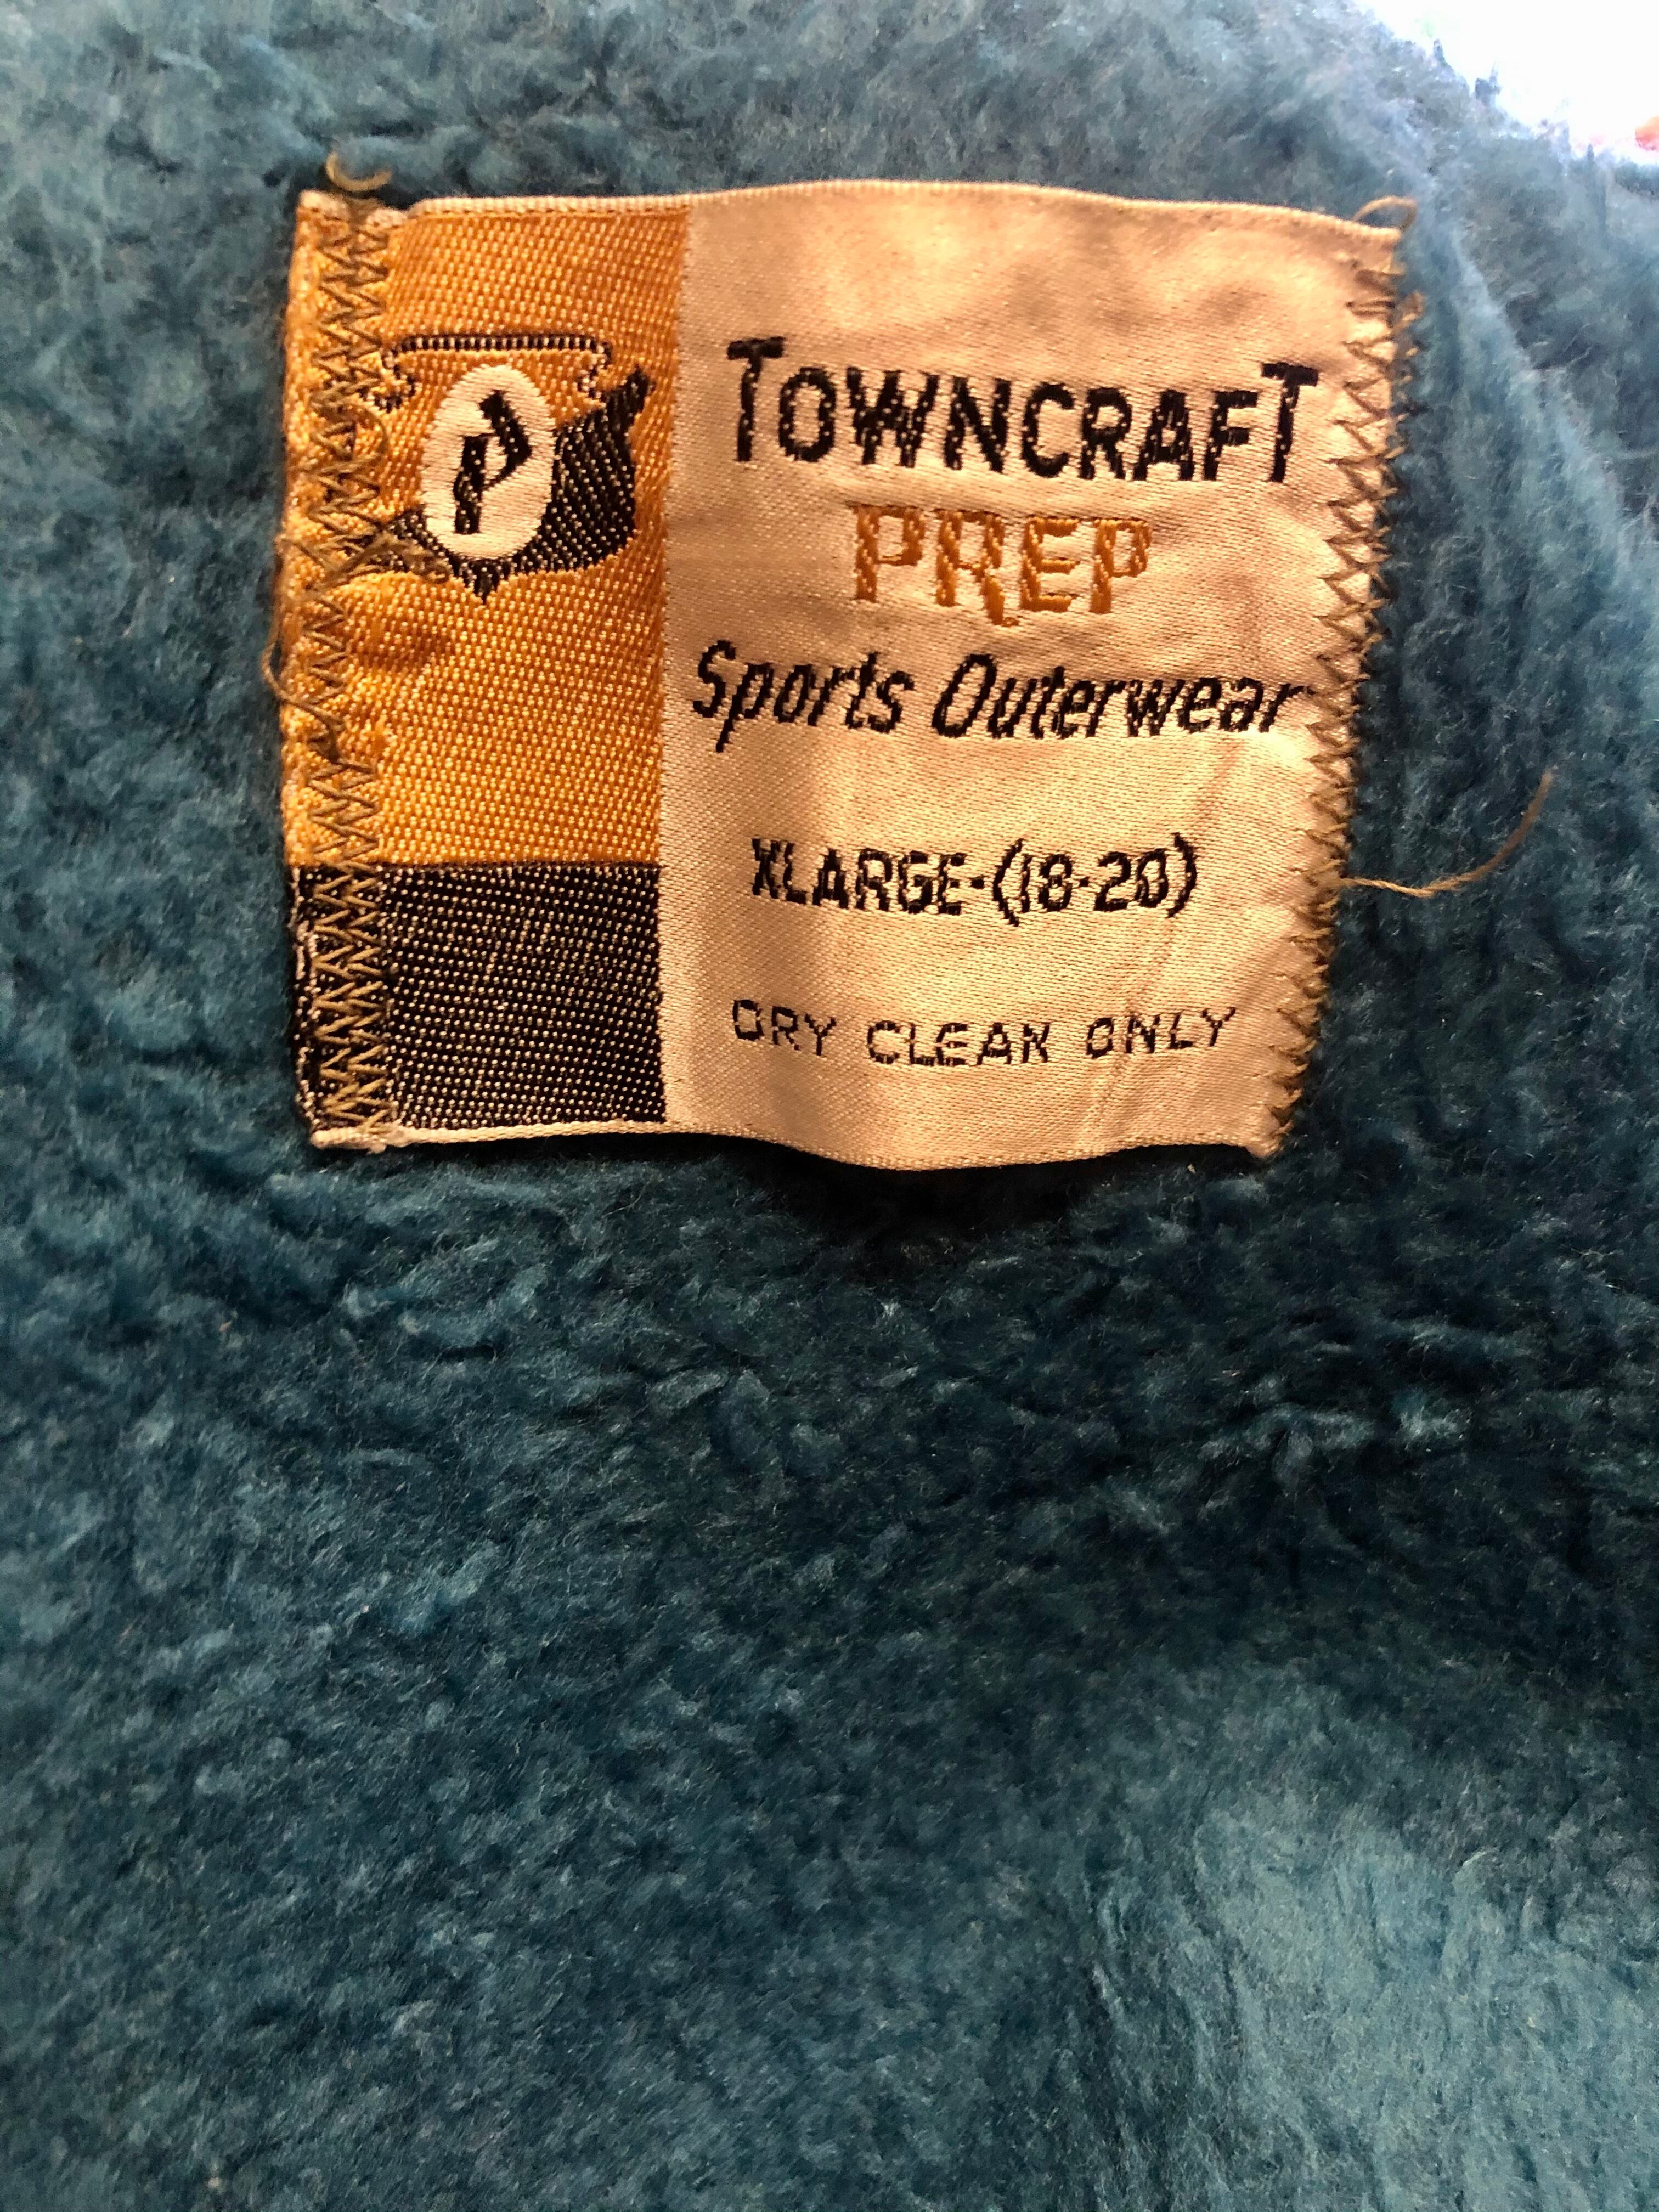 P
TOWNCRAFT
PREP
Sports Outerwear
XLARGE-(18-20)
DRY CLEAN ONLY